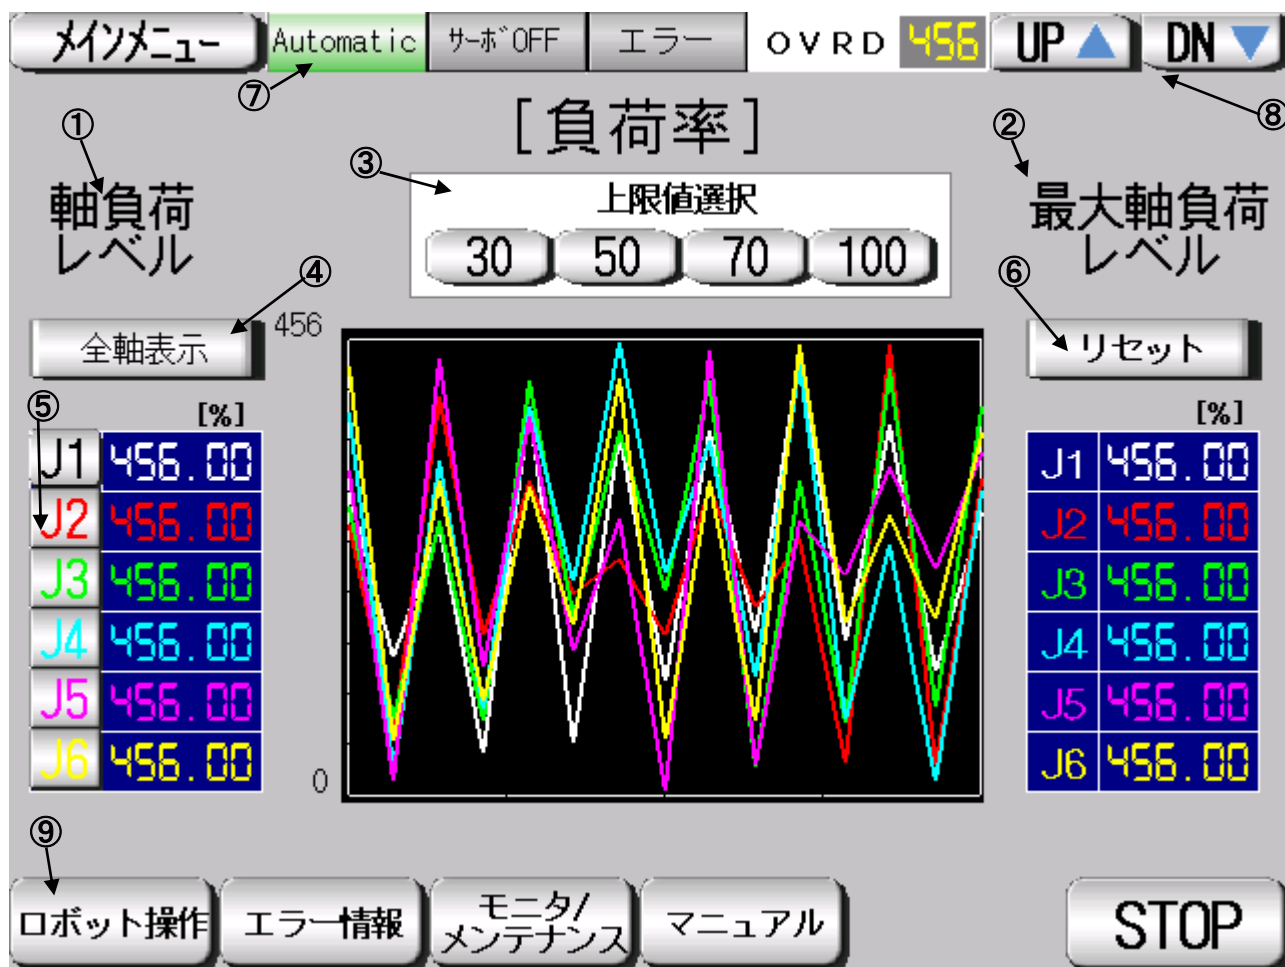 メインメニュー Automatic サーボOFF エラー OVRD 456 UP DN
⑦ ⑧
[負荷率]
① ② ③
上限値選択
30 50 70 100
軸負荷
レベル
最大軸負荷
レベル
④ ⑥
全軸表示
456
リセット
⑤ [%]
J1 456.00
J2 456.00
J3 456.00
J4 456.00
J5 456.00
J6 456.00
0
[%]
J1 456.00
J2 456.00
J3 456.00
J4 456.00
J5 456.00
J6 456.00
⑨
ロボット操作
エラー情報
モニタ/
メンテナンス
マニュアル
STOP